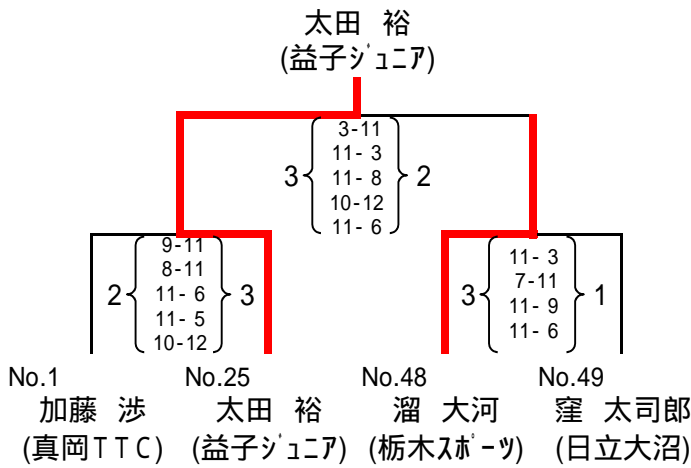 太田 裕
(益子ｼﾞｭﾆｱ)
3-11
11- 3
3 11- 8 2
10-12
11- 6
9-11
8-11
2 11- 6 3
11- 5
10-12
11- 3
7-11
3 1
11- 9
11- 6
No.1 No.25 No.48 No.49
加藤 渉 太田 裕 溜 大河 窪 太司郎
(真岡TTC) (益子ｼﾞｭﾆｱ) (栃木ｽﾎﾟｰﾂ) (日立大沼)